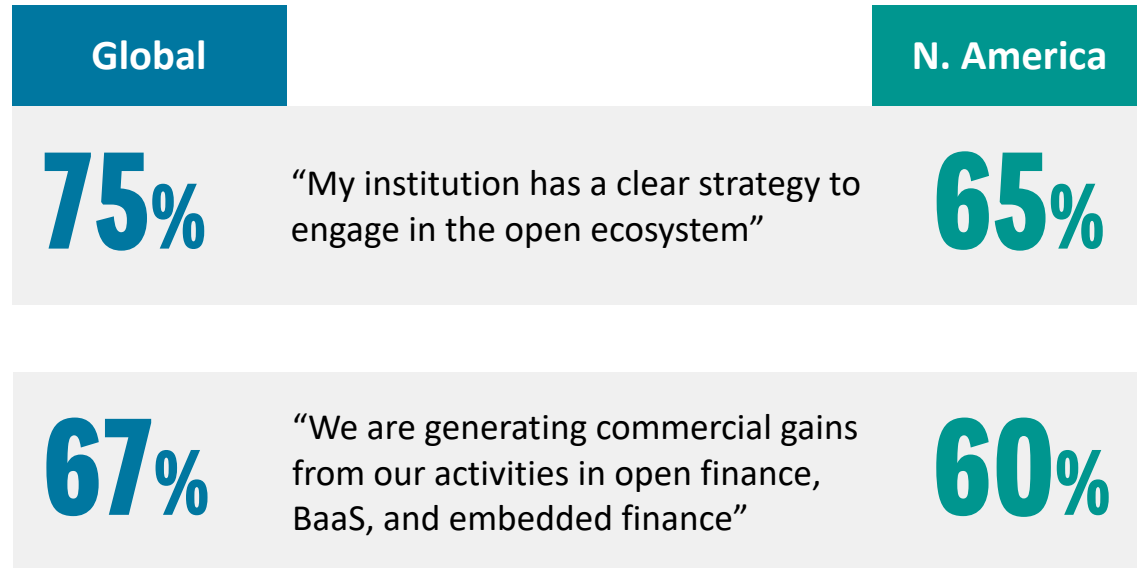 Global
N. America
75%
“My institution has a clear strategy to
engage in the open ecosystem”
65%
67%
“We are generating commercial gains
from our activities in open finance,
BaaS, and embedded finance”
60%